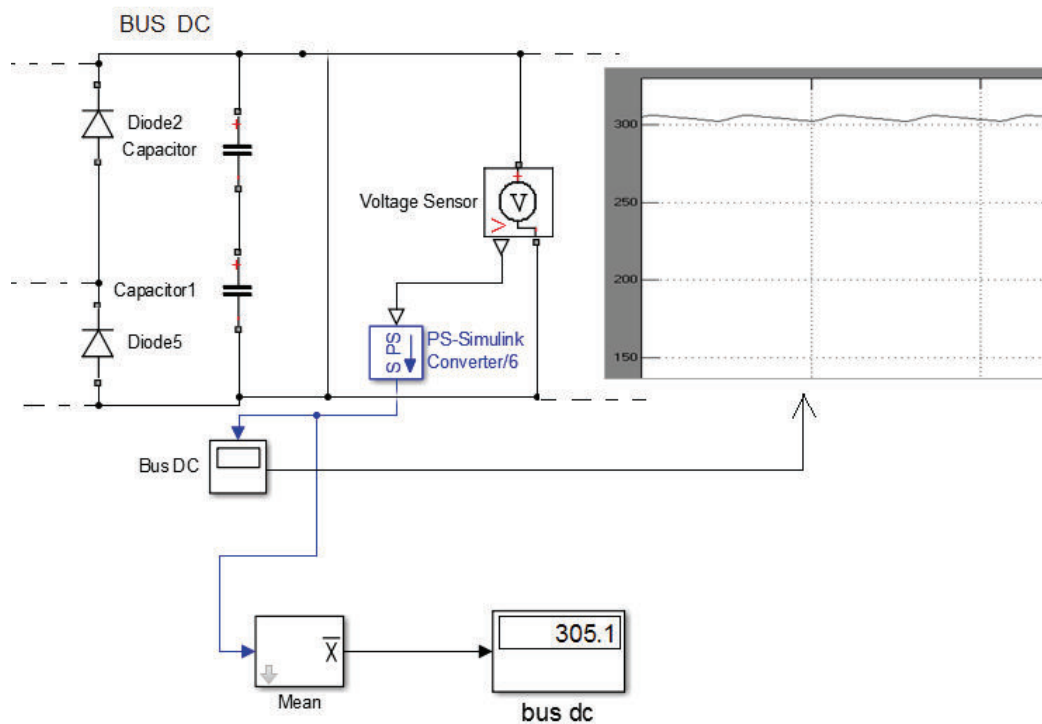 BUS DC
Diode2
Capacitor
+
Voltage Sensor
+
V
V
Capacitor1
+
Diode5
S PS
PS-Simulink
Converter/6
300
250
200
150
Bus DC
X
Mean
305.1
bus dc